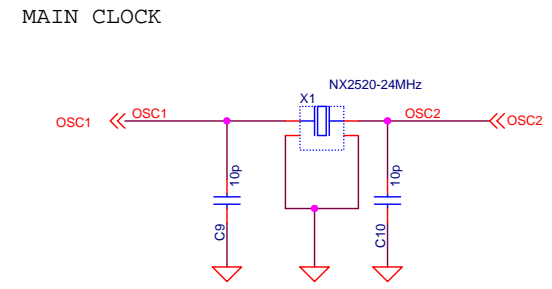 MAIN CLOCK
NX2520-24MHz
X1
OSC1 OSC1 OSC2 OSC2
10p 10p
C9 C10